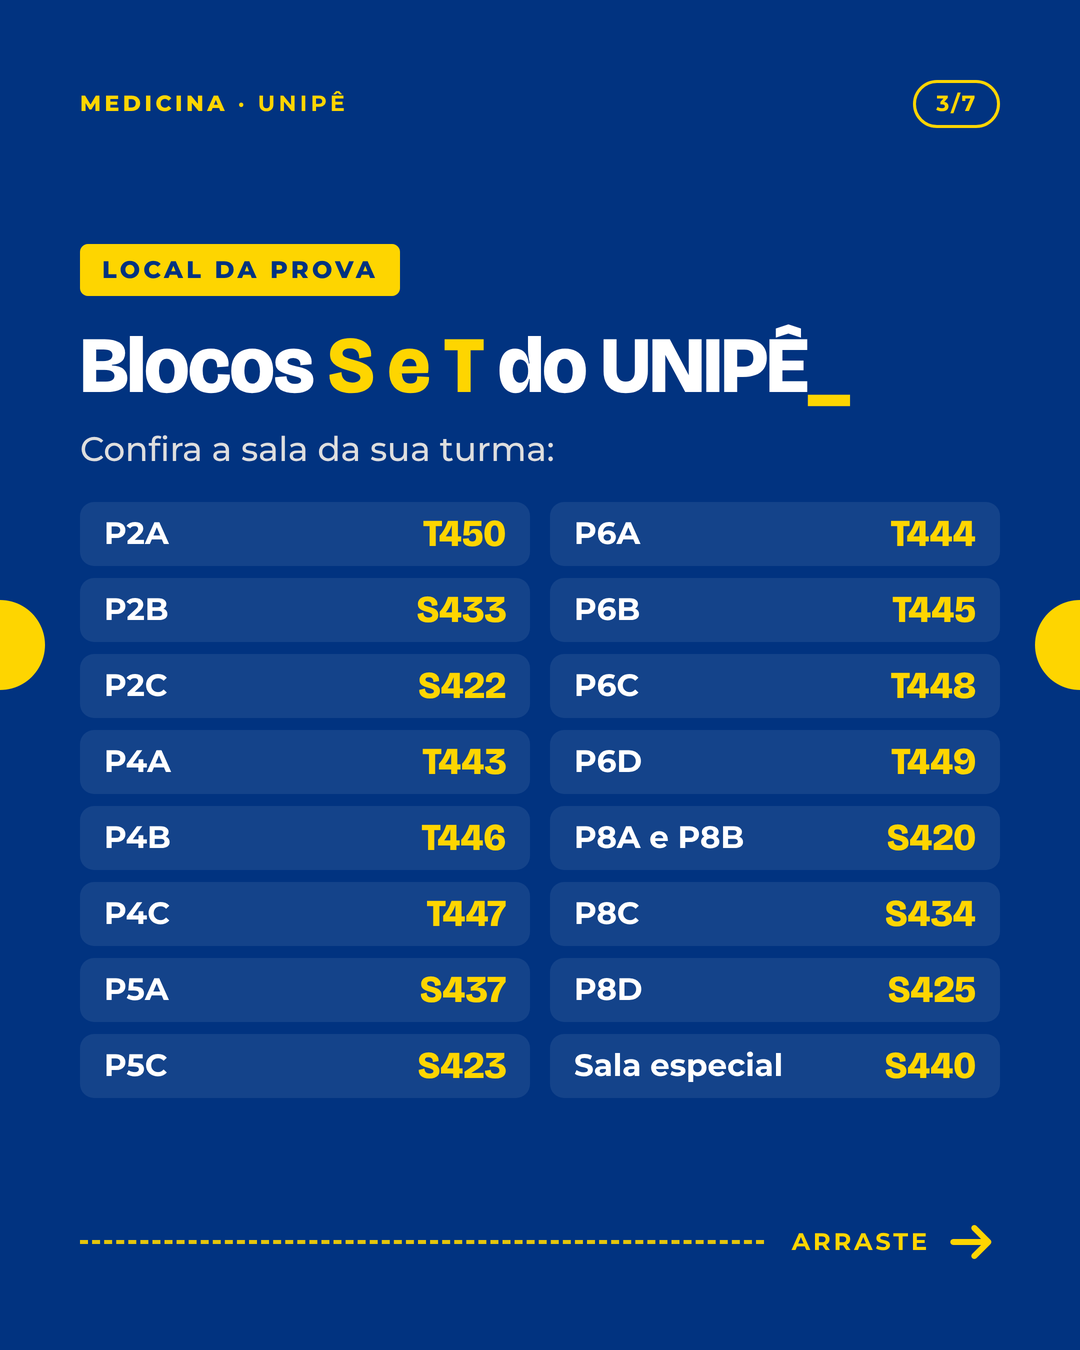 MEDICINA · UNIPÊ
3/7
LOCAL DA PROVA
Blocos S e T do UNIPÊ_
Confira a sala da sua turma:
P2A T450
P2B S433
P2C S422
P4A T443
P4B T446
P4C T447
P5A S437
P5C S423
P6A T444
P6B T445
P6C T448
P6D T449
P8A e P8B S420
P8C S434
P8D S425
Sala especial S440
ARRASTE →